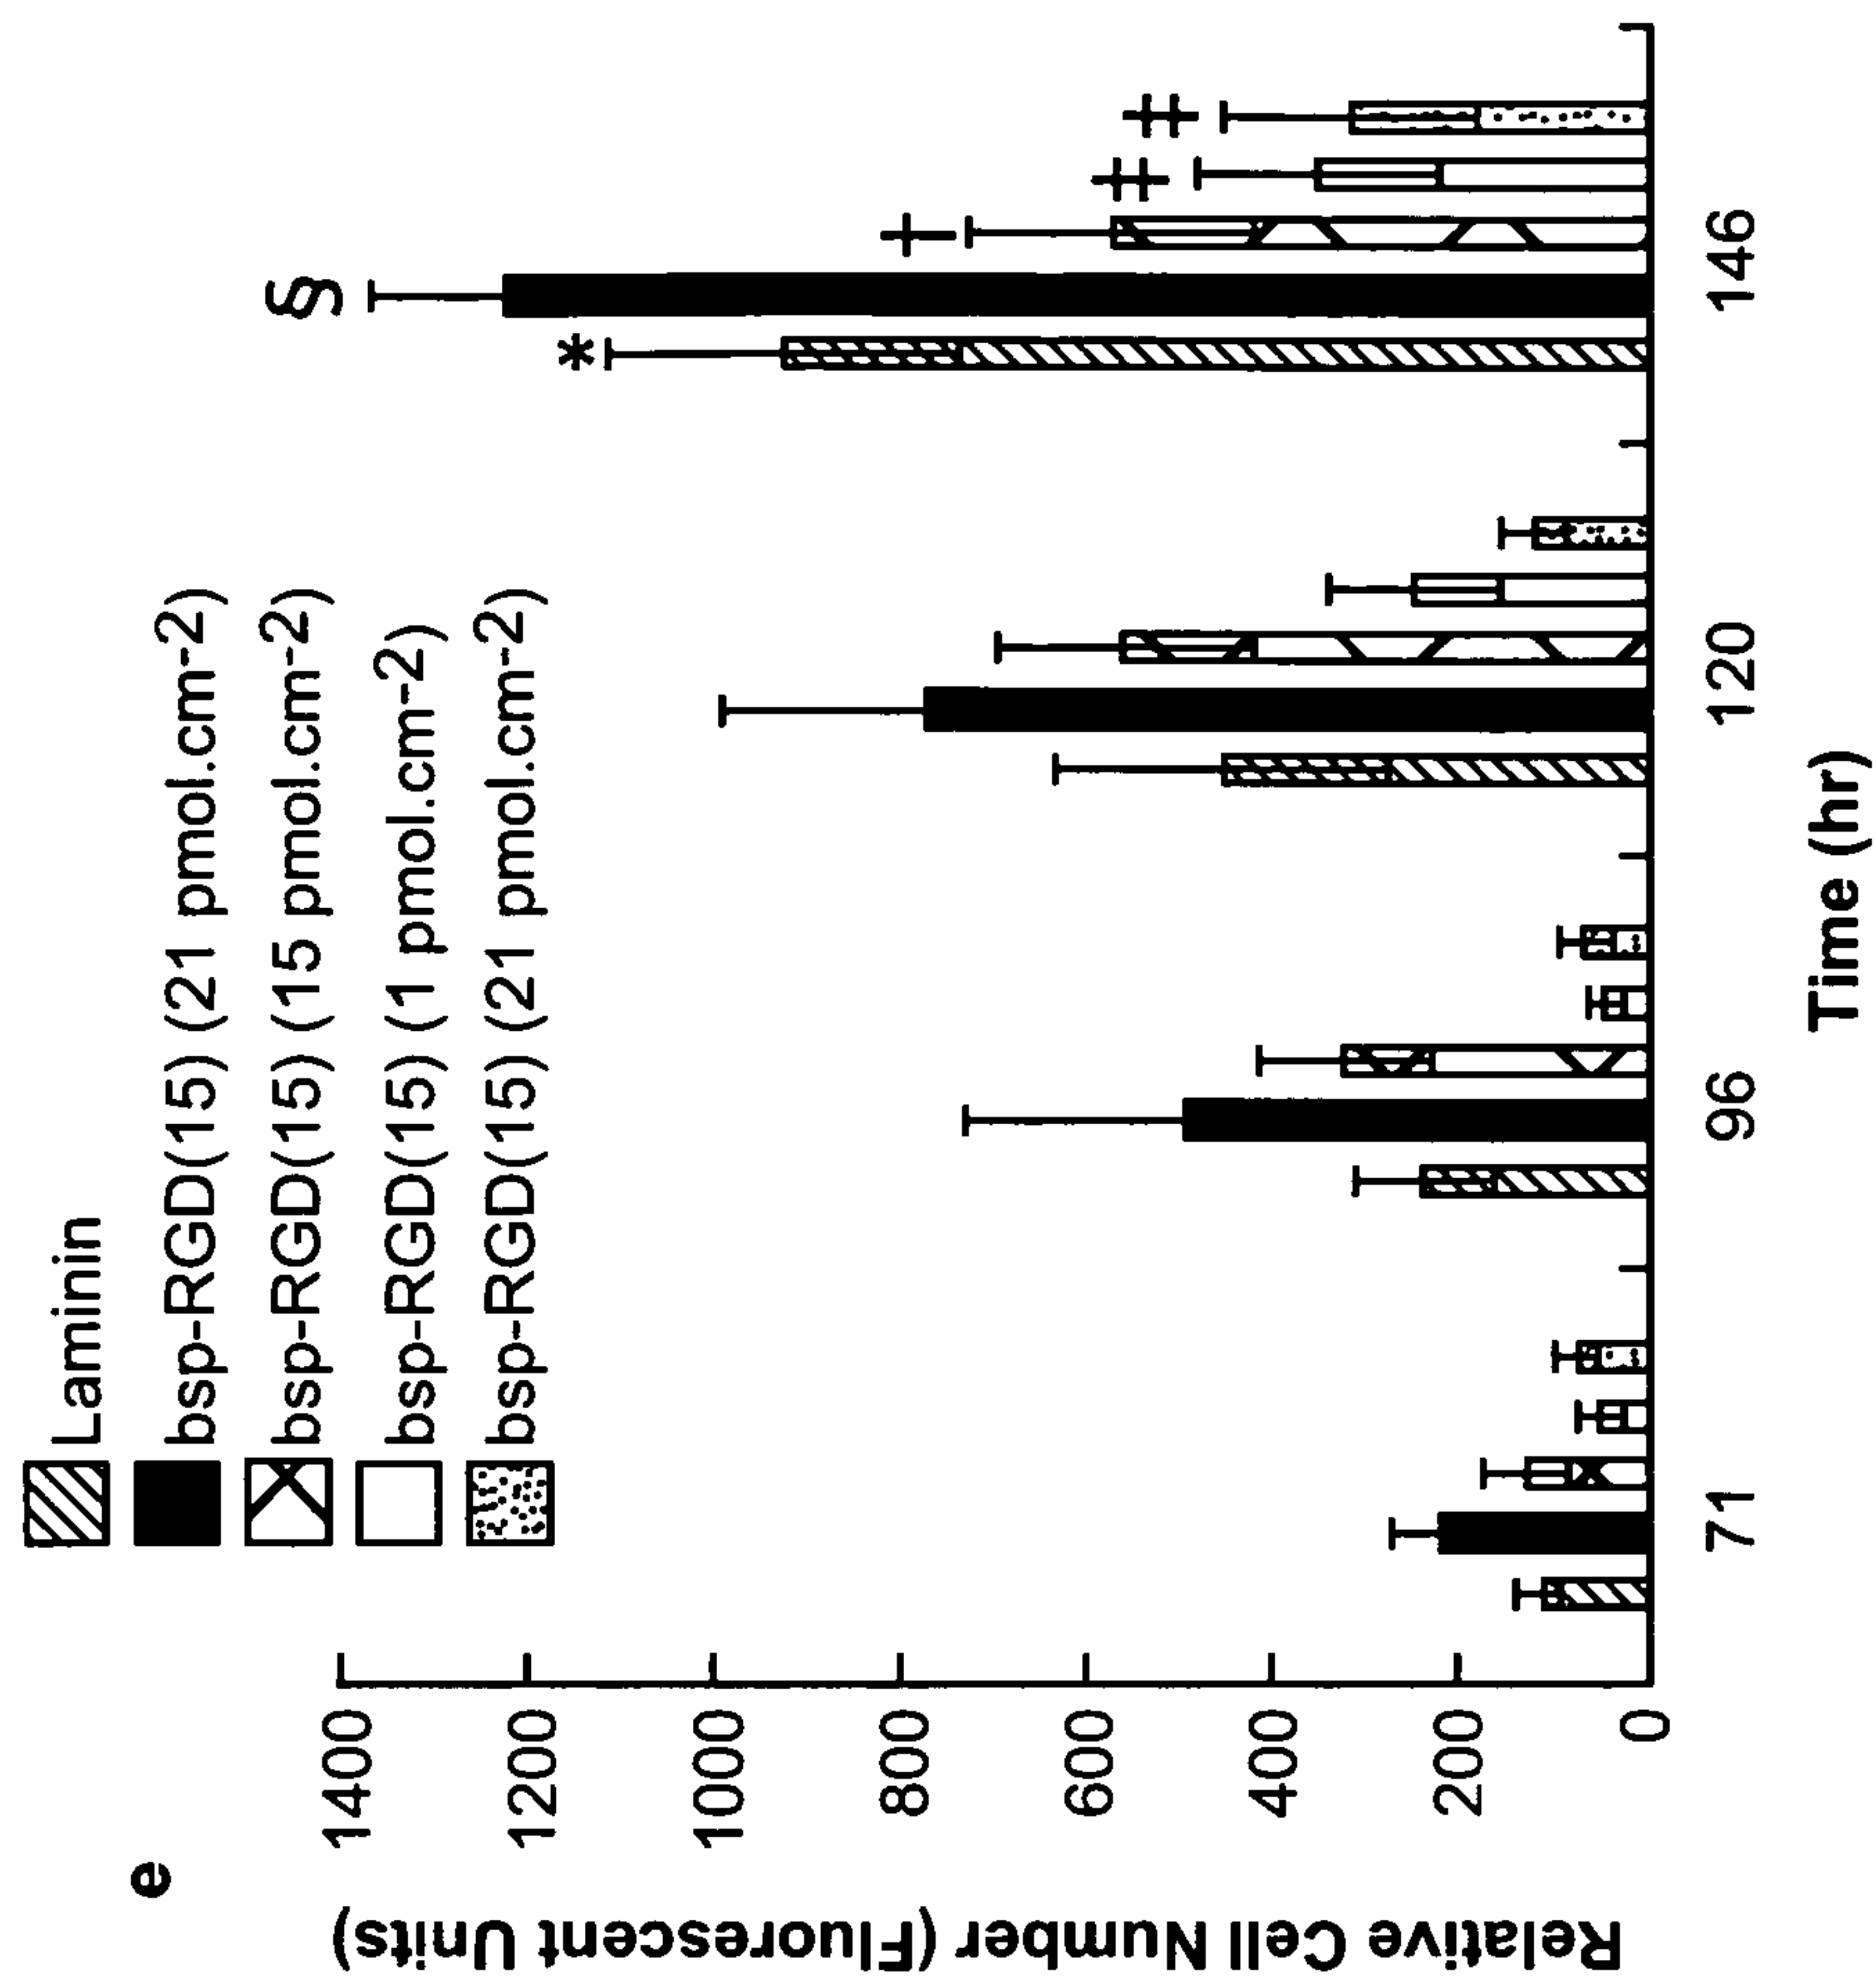 e
Laminin
bsp-RGD(15) (21 pmol.cm-2)
bsp-RGD(15) (15 pmol.cm-2)
bsp-RGD(15) (1 pmol.cm-2)
bsp-RGD(15) (21 pmol.cm-2)
Relative Cell Number (Fluorescent Units)
1400
1200
1000
800
600
400
200
0
*
§
†
‡
‡
71 96 120 146
Time (hr)